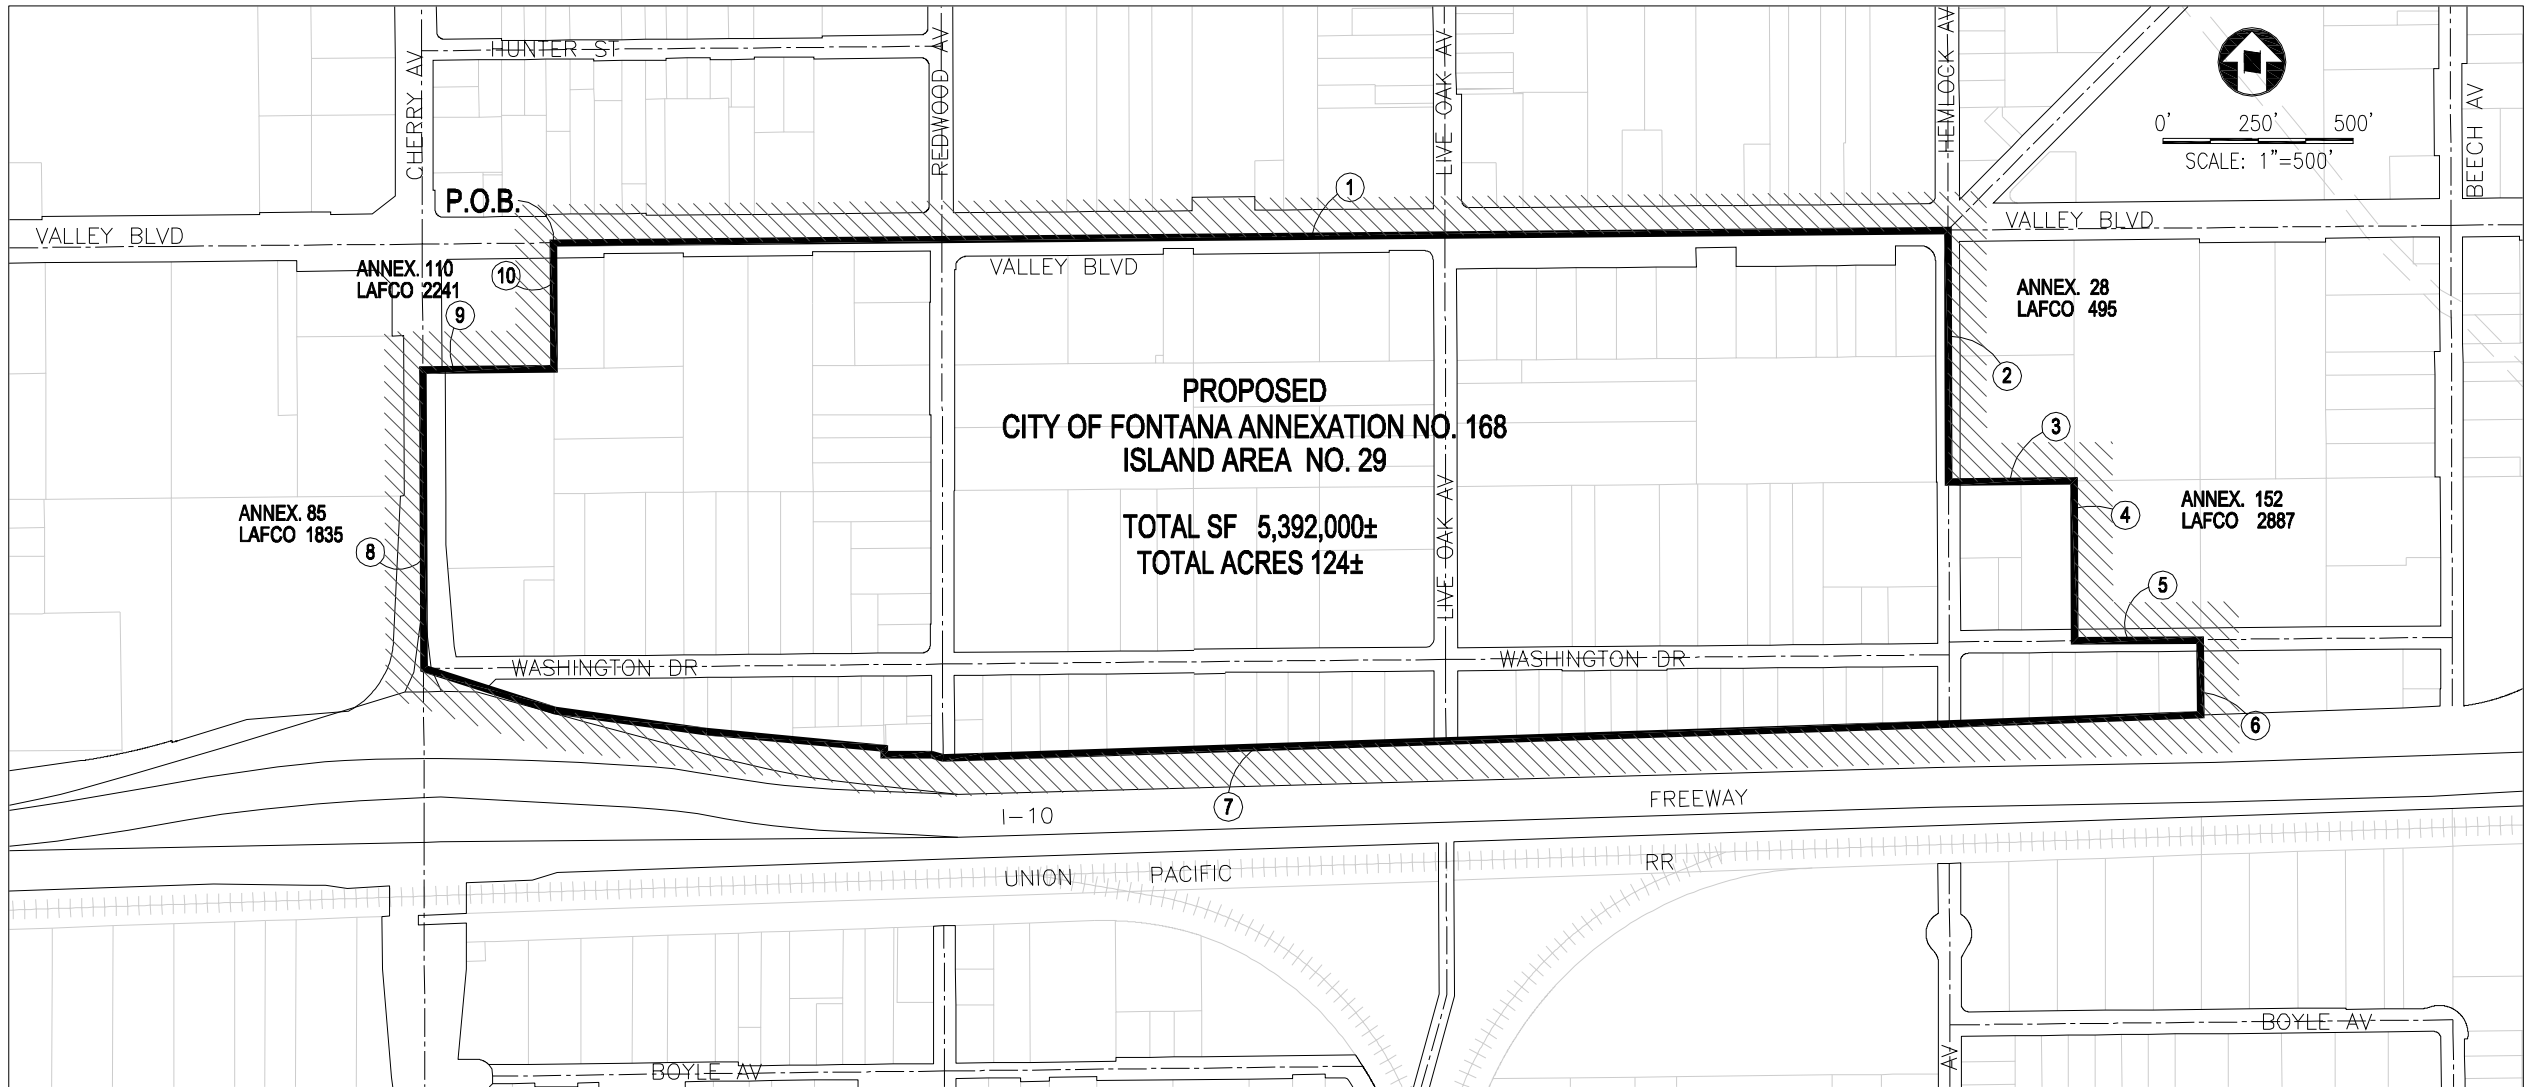 HUNTER ST
CHERRY AV
REDWOOD AV
LIVE OAK AV
HEMLOCK AV
BEECH AV
0' 250' 500'
SCALE: 1"=500'
P.O.B.
1
VALLEY BLVD
VALLEY BLVD
VALLEY BLVD
ANNEX. 110
LAFCO 2241
10
9
ANNEX. 28
LAFCO 495
2
PROPOSED
CITY OF FONTANA ANNEXATION NO. 168
ISLAND AREA NO. 29
TOTAL SF 5,392,000±
TOTAL ACRES 124±
3
4
ANNEX. 152
LAFCO 2887
ANNEX. 85
LAFCO 1835
8
LIVE OAK AV
5
WASHINGTON DR
WASHINGTON DR
6
7
I-10
FREEWAY
UNION PACIFIC
RR
BOYLE AV
BOYLE AV
AV